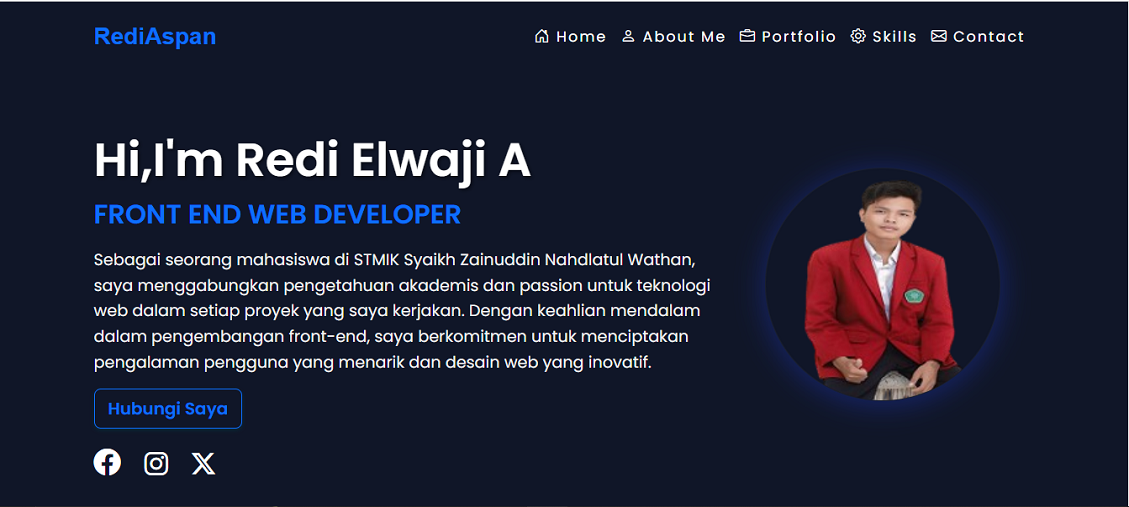 RediAspan
Home About Me Portfolio Skills Contact
Hi,I'm Redi Elwaji A
FRONT END WEB DEVELOPER
Sebagai seorang mahasiswa di STMIK Syaikh Zainuddin Nahdlatul Wathan,
saya menggabungkan pengetahuan akademis dan passion untuk teknologi
web dalam setiap proyek yang saya kerjakan. Dengan keahlian mendalam
dalam pengembangan front-end, saya berkomitmen untuk menciptakan
pengalaman pengguna yang menarik dan desain web yang inovatif.
Hubungi Saya